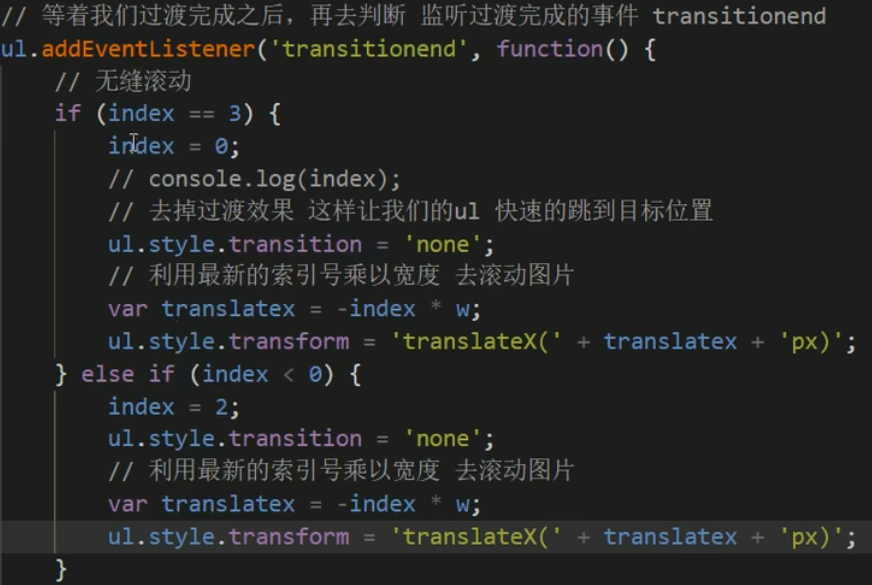 // 等着我们过渡完成之后，再去判断 监听过渡完成的事件 transitionend
ul.addEventListener('transitionend', function() {
    // 无缝滚动
    if (index == 3) {
        index = 0;
        // console.log(index);
        // 去掉过渡效果 这样让我们的ul 快速的跳到目标位置
        ul.style.transition = 'none';
        // 利用最新的索引号乘以宽度 去滚动图片
        var translatex = -index * w;
        ul.style.transform = 'translateX(' + translatex + 'px)';
    } else if (index < 0) {
        index = 2;
        ul.style.transition = 'none';
        // 利用最新的索引号乘以宽度 去滚动图片
        var translatex = -index * w;
        ul.style.transform = 'translateX(' + translatex + 'px)';
    }